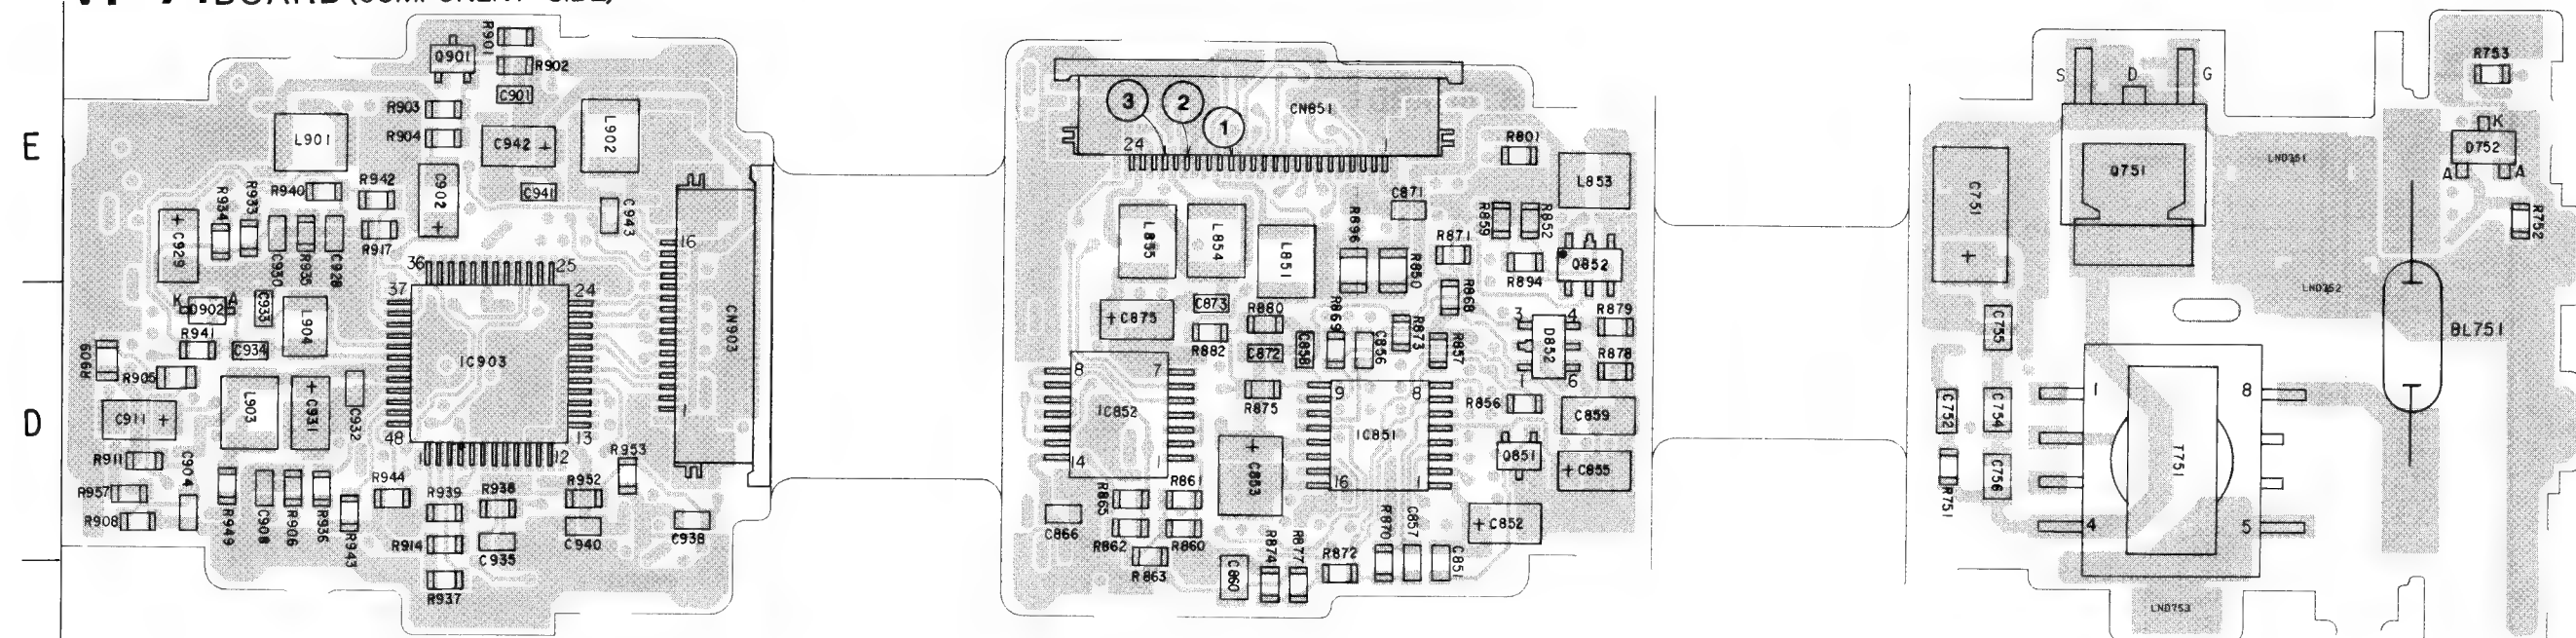 BOARD (COMPONENT SIDE)
E
D
R901
Q901
R902
C901
R903
R904
L901
C942 +
L902
R940
R942
C902
+
C941
C943
R934
R933
+
C929
C930
R935
C928
R917
36
25
37
24
16
K
D902
A
C933
L904
R941
C934
R909
R905
IC903
CN903
C911 +
L903
+
C931
C932
48
13
1
12
1
R911
C904
R957
R908
R949
C908
R906
R936
R943
R944
R939
R938
R952
R953
R914
C935
C940
C938
R937
3
2
1
CN851
24
1
R801
L853
C871
L855
L854
L851
R896
R850
R871
R859
R852
R894
Q852
R868
C873
+ C875
R880
R882
C872
C858
R869
C856
R873
R857
3
4
D852
1
6
R879
R878
8
7
IC852
14
1
R875
9
8
IC851
16
1
R856
C859
Q851
+ C855
+
C853
+ C852
R865
R861
C866
R862
R860
R863
C860
R874
R877
R872
R870
C857
C851
S
D
G
Q751
C751
+
LND751
LND752
R753
K
D752
A
A
R752
BL751
C755
C752
C754
C756
R751
1
8
T751
4
5
LND753